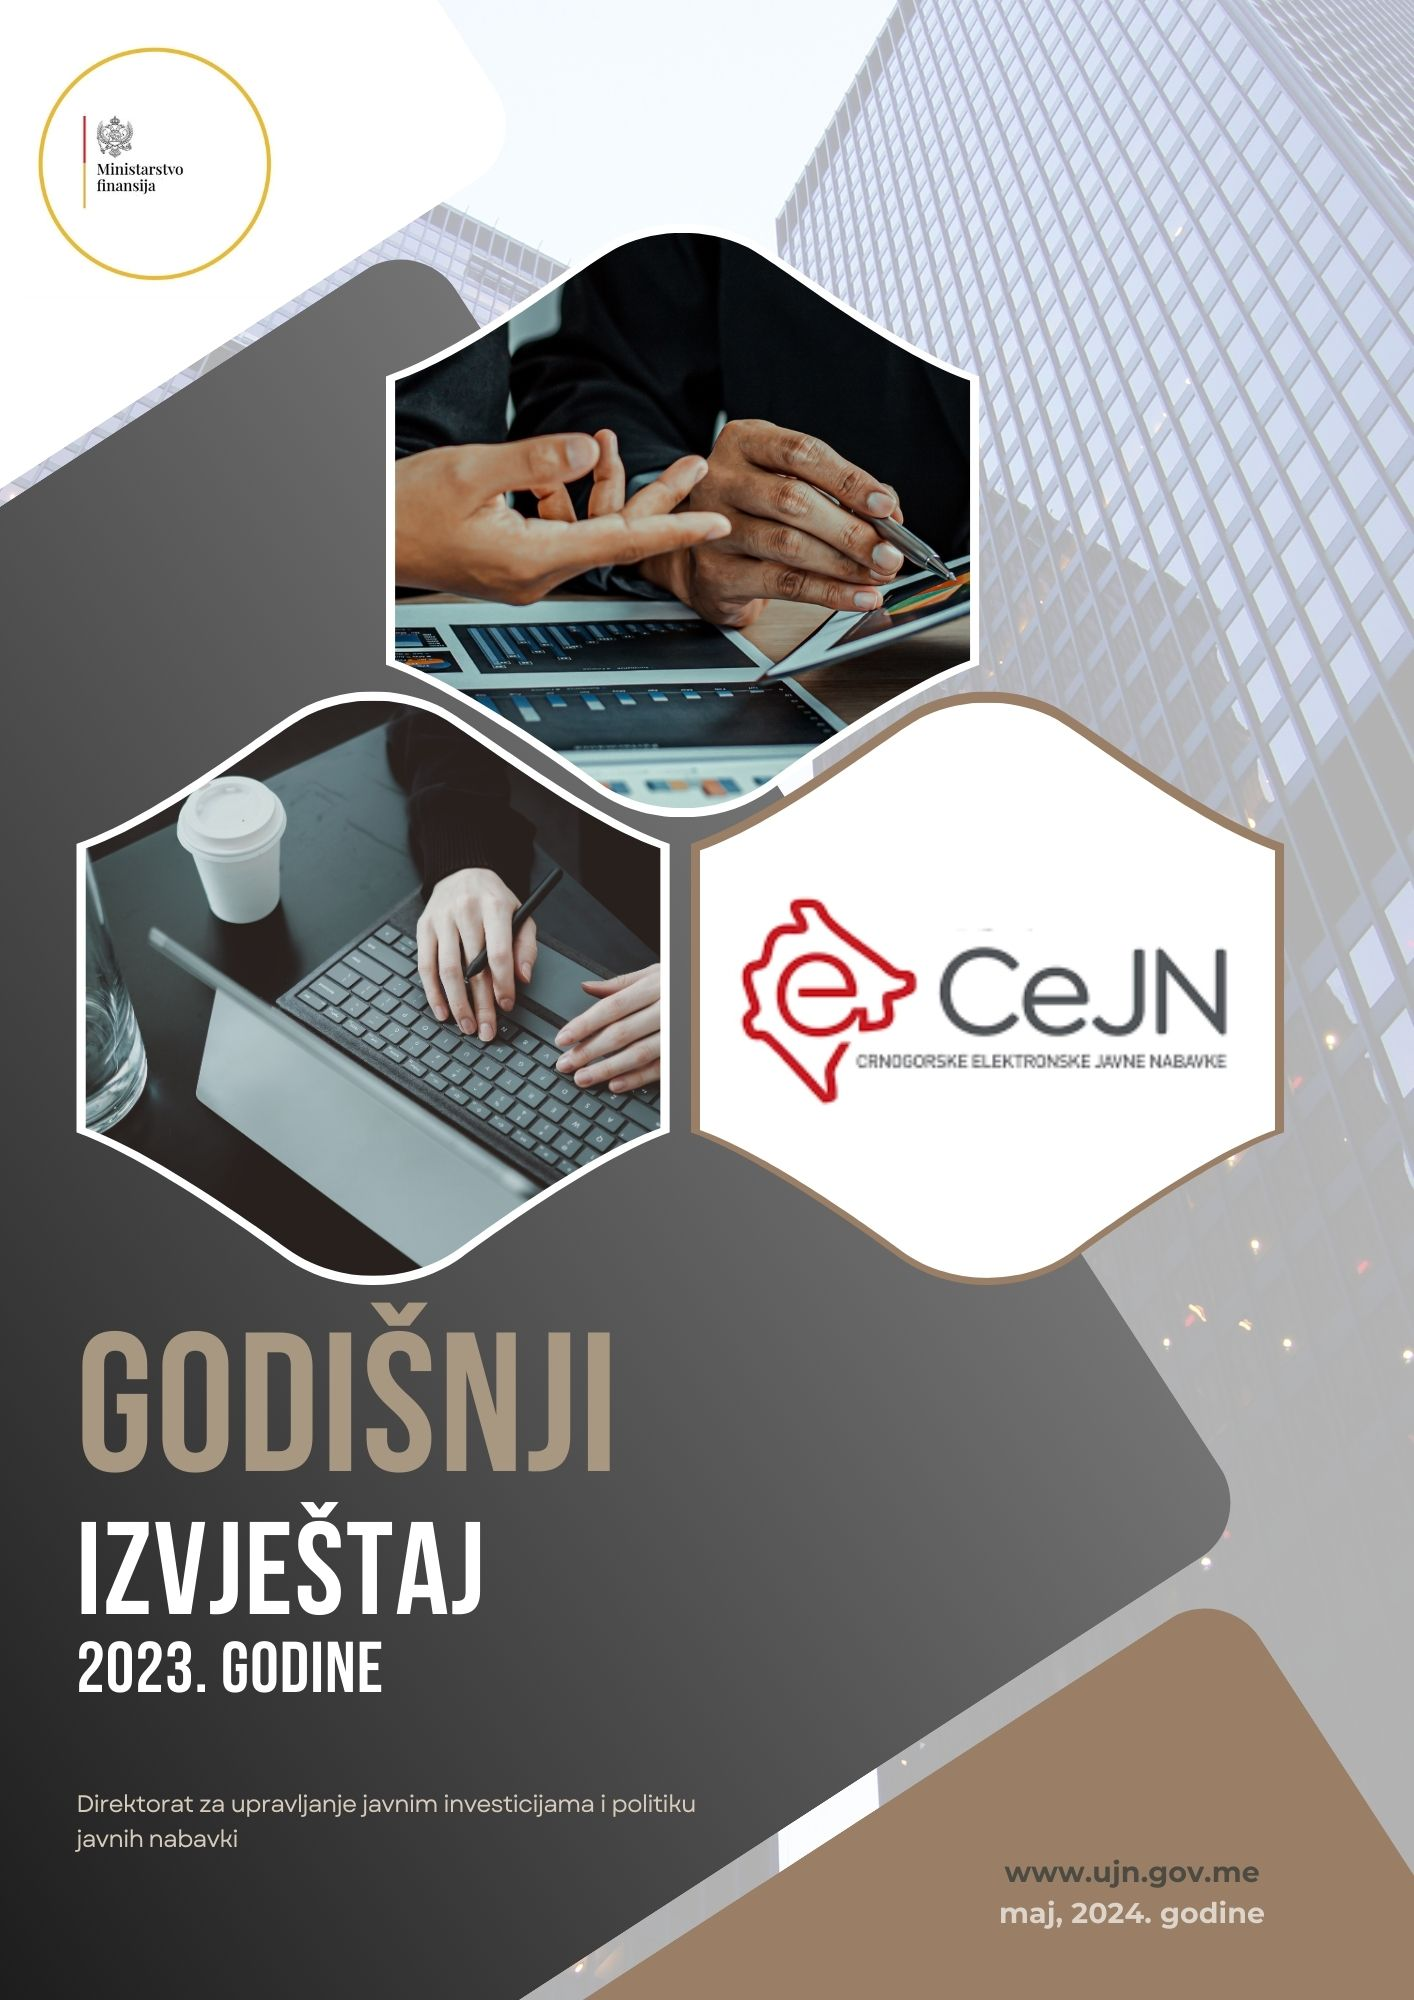 Ministarstvo
finansija
e CeJN
CRNOGORSKE ELEKTRONSKE JAVNE NABAVKE
GODIŠNJI
IZVJEŠTAJ
2023. GODINE
Direktorat za upravljanje javnim investicijama i politiku
javnih nabavki
www.ujn.gov.me
maj, 2024. godine